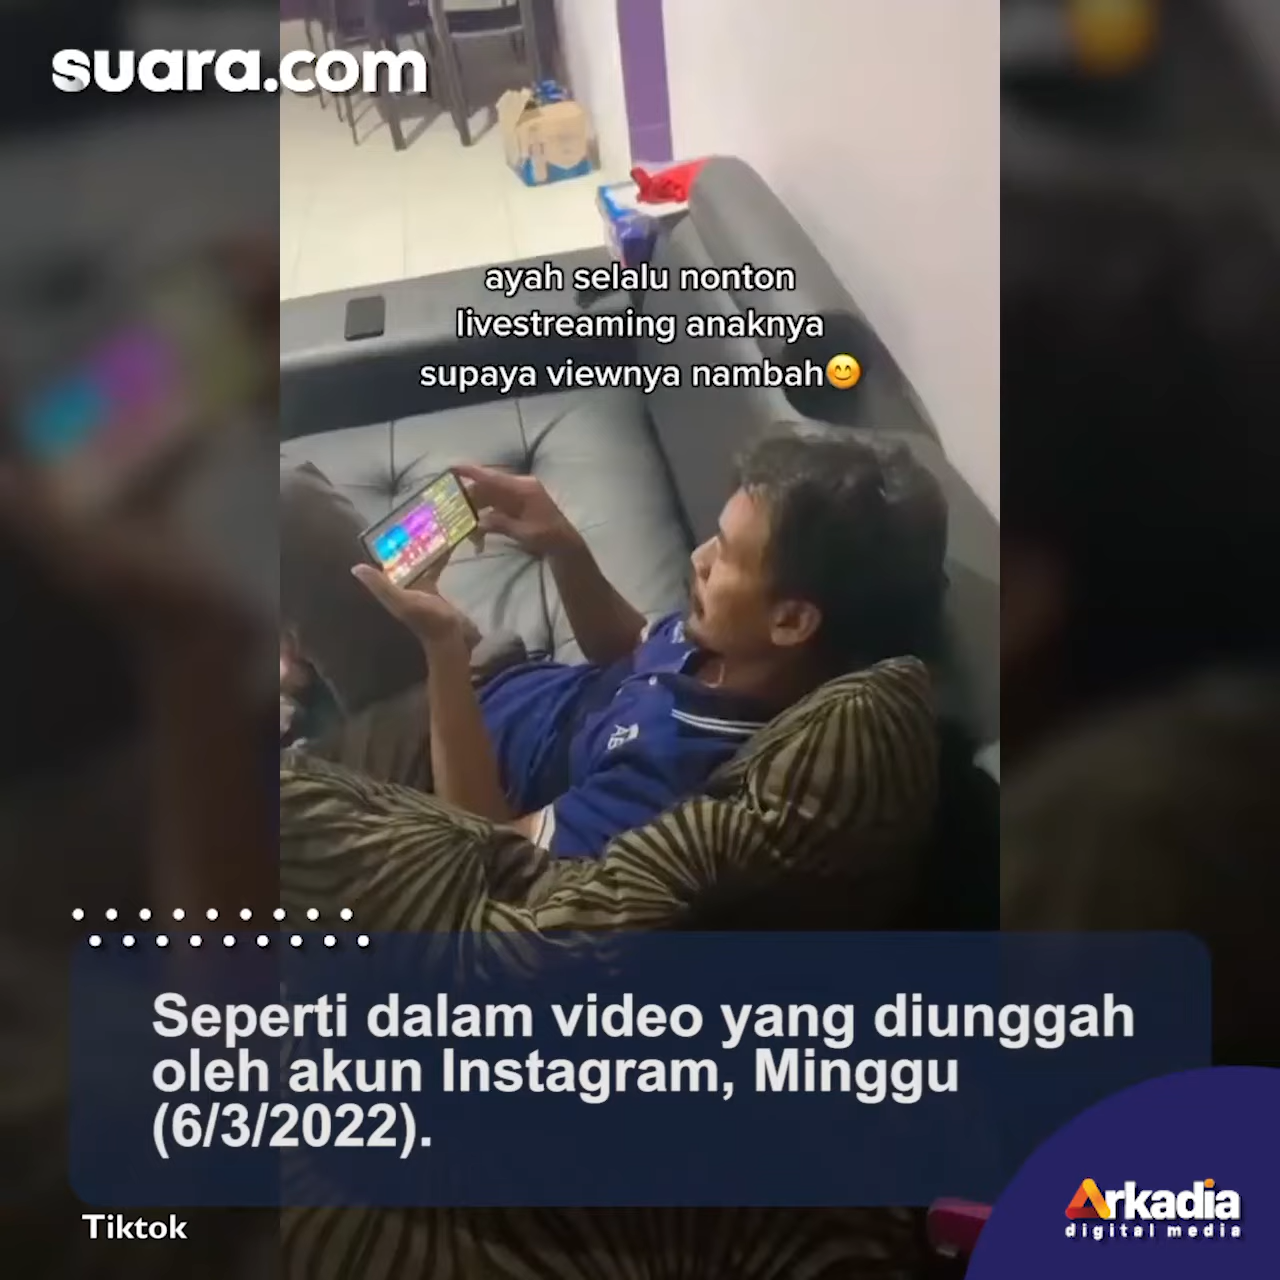 suara.com
ayah selalu nonton
livestreaming anaknya
supaya viewnya nambah😊
AB
Seperti dalam video yang diunggah
oleh akun Instagram, Minggu
(6/3/2022).
Tiktok
Arkadia
digital media